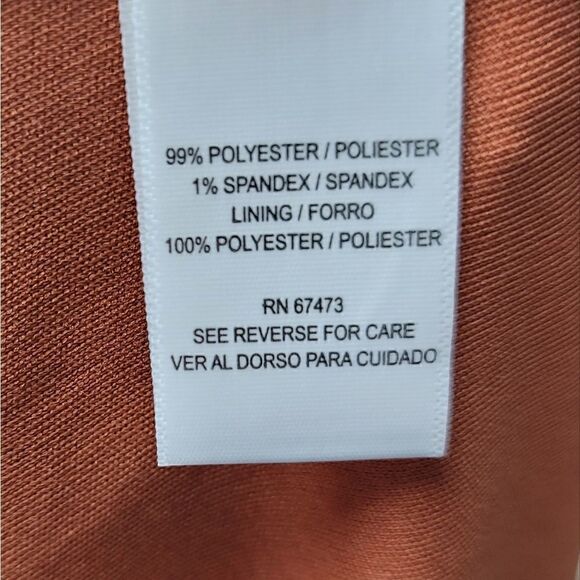 99% POLYESTER / POLIESTER
1% SPANDEX / SPANDEX
LINING / FORRO
100% POLYESTER / POLIESTER
RN 67473
SEE REVERSE FOR CARE
VER AL DORSO PARA CUIDADO